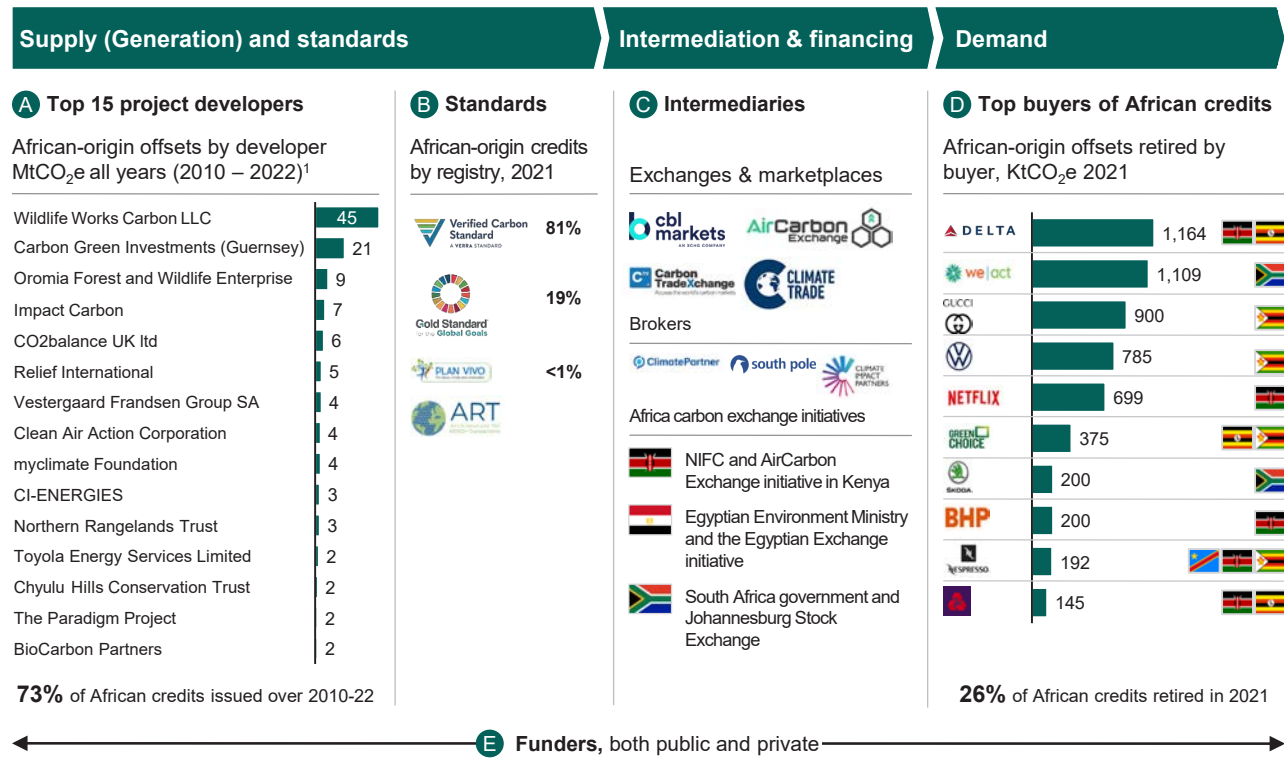 Supply (Generation) and standards
Intermediation & financing
Demand
A Top 15 project developers
African-origin offsets by developer
MtCO2e all years (2010 – 2022)1
Wildlife Works Carbon LLC 45
Carbon Green Investments (Guernsey) 21
Oromia Forest and Wildlife Enterprise 9
Impact Carbon 7
CO2balance UK ltd 6
Relief International 5
Vestergaard Frandsen Group SA 4
Clean Air Action Corporation 4
myclimate Foundation 4
CI-ENERGIES 3
Northern Rangelands Trust 3
Toyola Energy Services Limited 2
Chyulu Hills Conservation Trust 2
The Paradigm Project 2
BioCarbon Partners 2
73% of African credits issued over 2010-22
B Standards
African-origin credits
by registry, 2021
Verified Carbon
Standard
A VERRA STANDARD
81%
Gold Standard
for the Global Goals
19%
PLAN VIVO
<1%
ART
C Intermediaries
Exchanges & marketplaces
cbl
markets
AN XCHG COMPANY
AirCarbon
Exchange
Carbon
TradeXchange
CLIMATE
TRADE
Brokers
ClimatePartner
south pole
CLIMATE
IMPACT
PARTNERS
Africa carbon exchange initiatives
NIFC and AirCarbon
Exchange initiative in Kenya
Egyptian Environment Ministry
and the Egyptian Exchange
initiative
South Africa government and
Johannesburg Stock
Exchange
D Top buyers of African credits
African-origin offsets retired by
buyer, KtCO2e 2021
DELTA 1,164
we|act 1,109
GUCCI 900
785
NETFLIX 699
GREEN
CHOICE
375
ŠKODA 200
BHP 200
NESPRESSO 192
145
26% of African credits retired in 2021
E Funders, both public and private